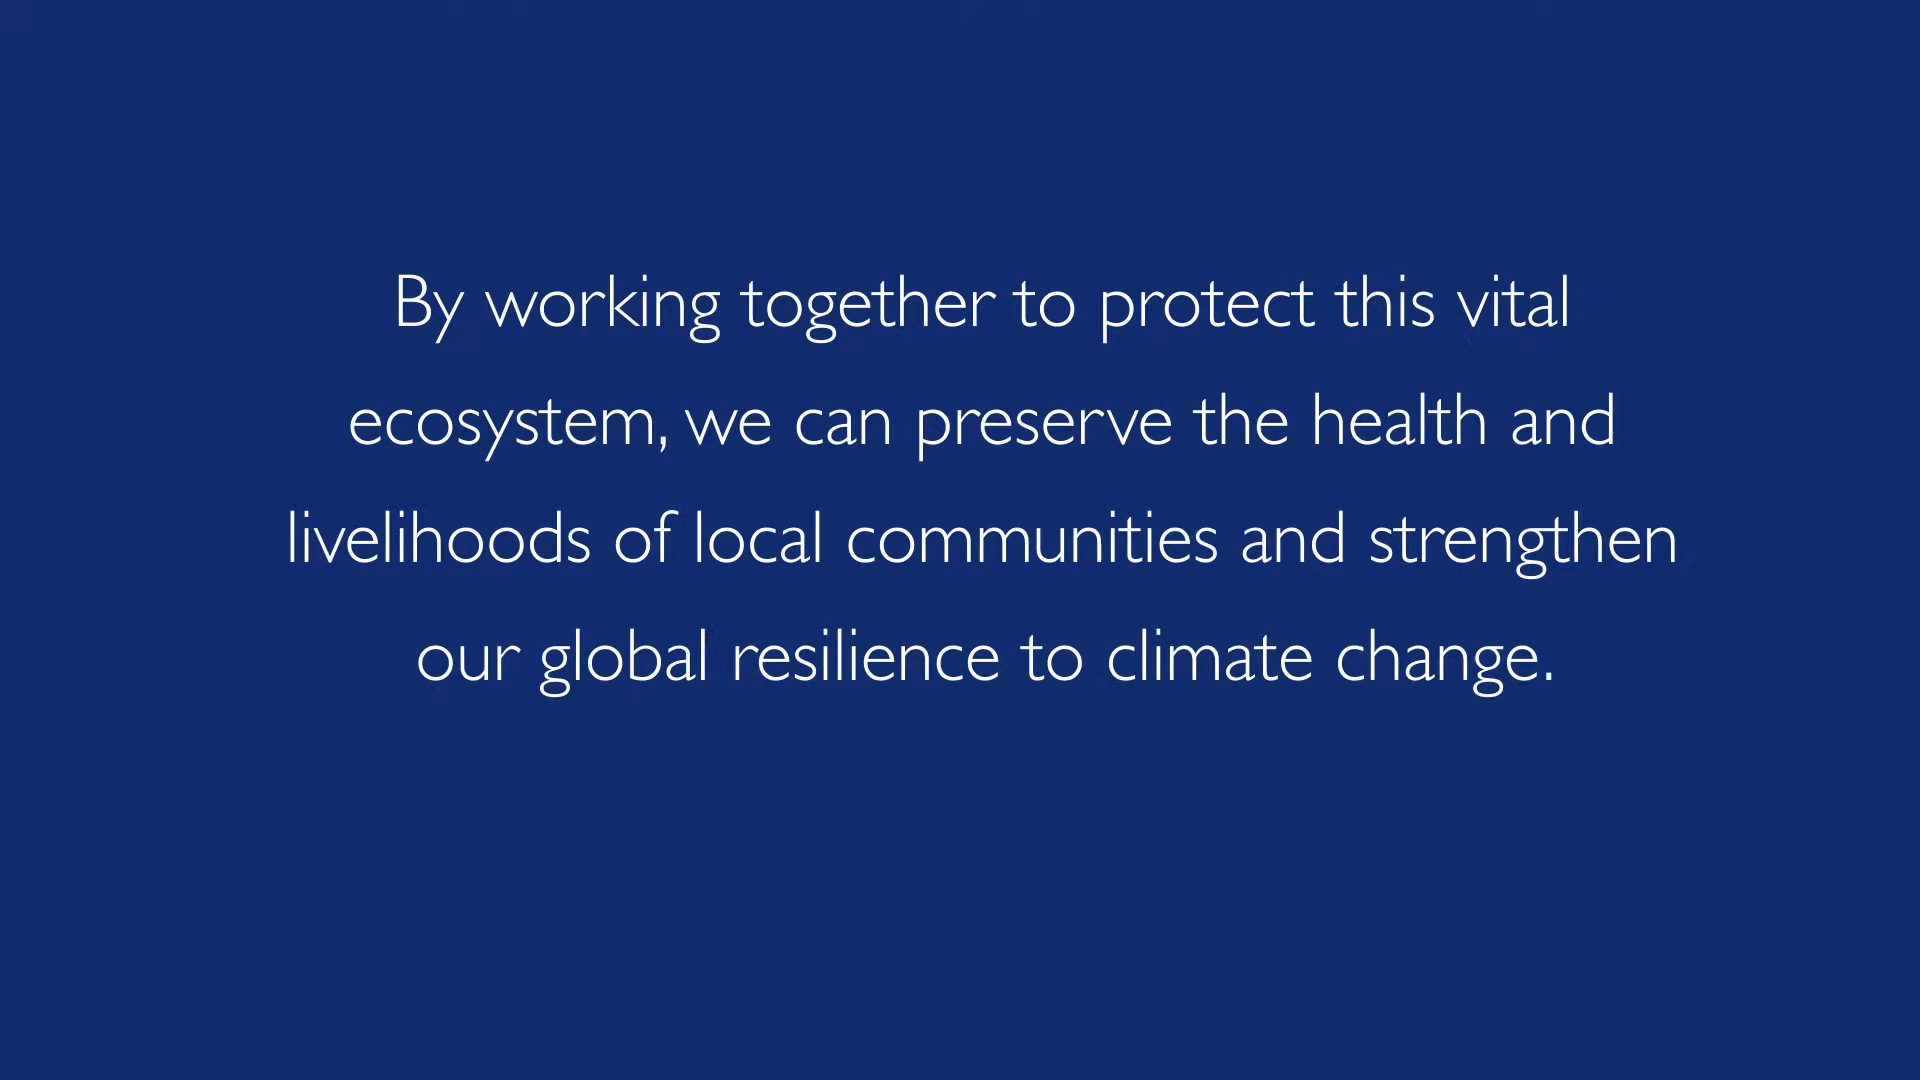 By working together to protect this vital
ecosystem, we can preserve the health and
livelihoods of local communities and strengthen
our global resilience to climate change.